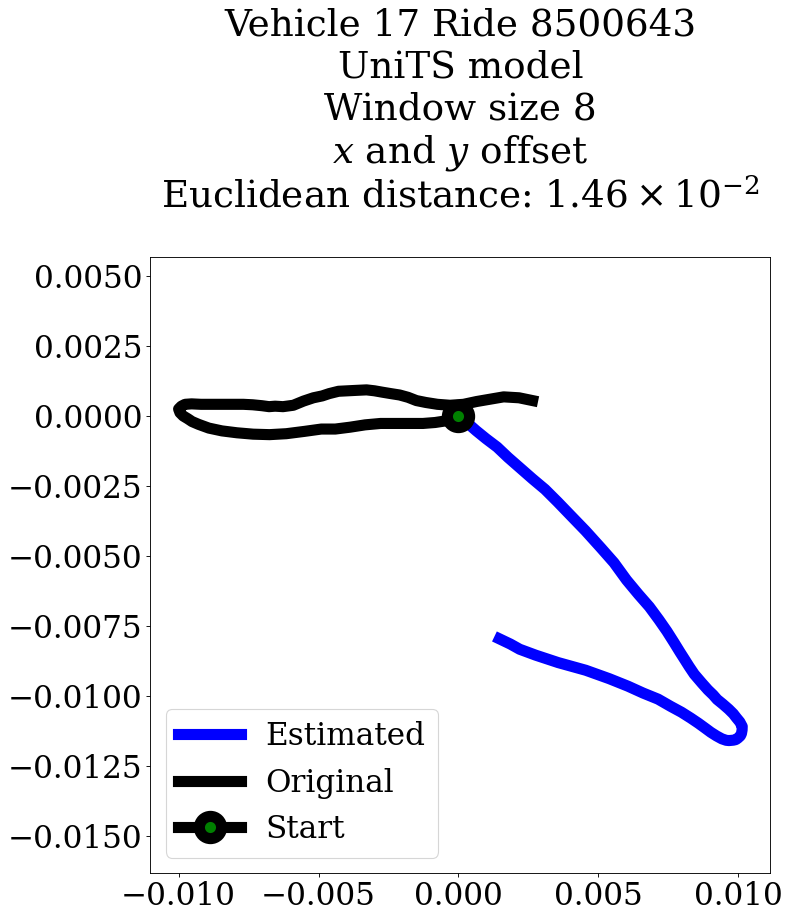 Vehicle 17 Ride 8500643
UniTS model
Window size 8
x and y offset
Euclidean distance: 1.46 × 10⁻²
0.0050
0.0025
0.0000
−0.0025
−0.0050
−0.0075
−0.0100
−0.0125
−0.0150
Estimated
Original
Start
−0.010 −0.005 0.000 0.005 0.010